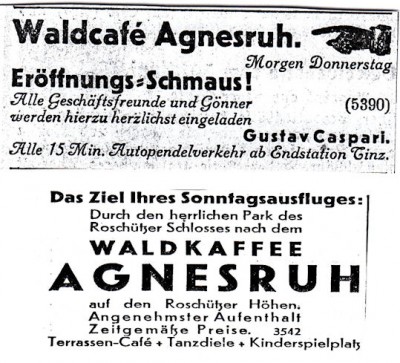 Waldcafé Agnesruh.
Morgen Donnerstag
Eröffnungs=Schmaus!
Alle Geschäftsfreunde und Gönner (5390)
werden hierzu herzlichst eingeladen
Gustav Caspari.
Alle 15 Min. Autopendelverkehr ab Endstation Tinz.
Das Ziel Ihres Sonntagsausfluges:
Durch den herrlichen Park des
Roschützer Schlosses nach dem
WALDKAFFEE
AGNESRUH
auf den Roschützer Höhen.
Angenehmster Aufenthalt
Zeitgemäße Preise. 3542
Terrassen-Café + Tanzdiele + Kinderspielplatz